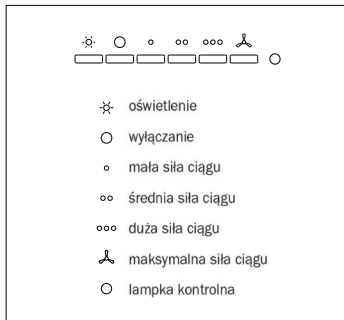 oświetlenie
wyłączanie
mała siła ciągu
średnia siła ciągu
duża siła ciągu
maksymalna siła ciągu
lampka kontrolna